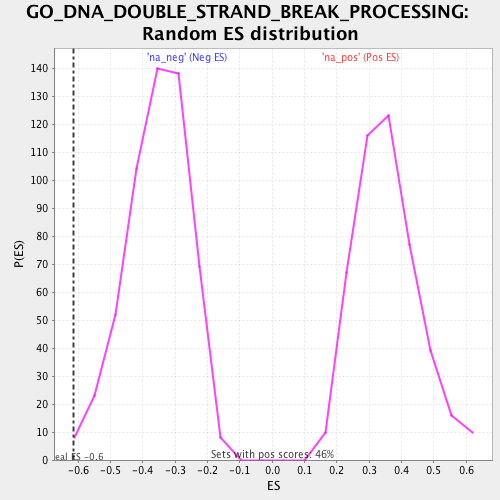 GO_DNA_DOUBLE_STRAND_BREAK_PROCESSING:
Random ES distribution
'na_neg' (Neg ES)
'na_pos' (Pos ES)
140
130
120
110
100
90
80
70
60
50
40
30
20
10
0
P(ES)
eal ES -0.6
Sets with pos scores: 46%
-0.6 -0.5 -0.4 -0.3 -0.2 -0.1 0.0 0.1 0.2 0.3 0.4 0.5 0.6
ES